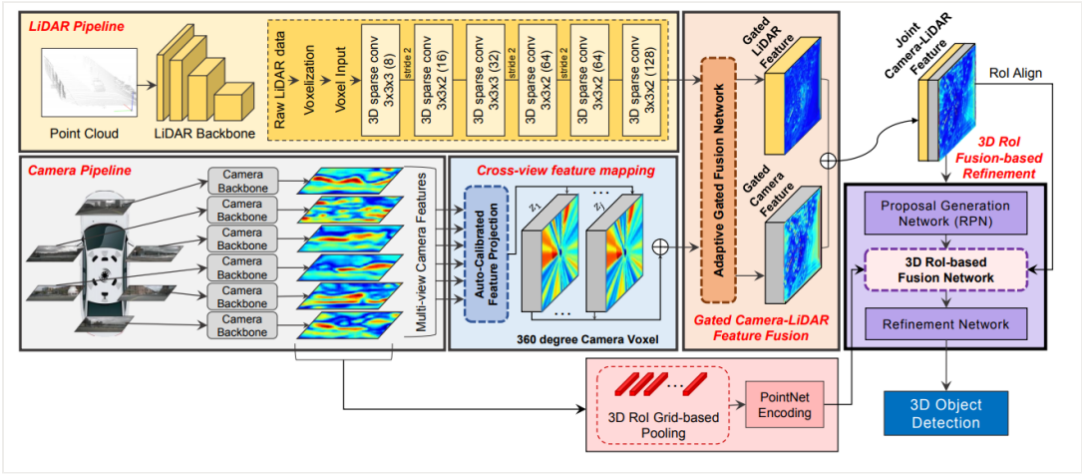 LiDAR Pipeline
Point Cloud
LiDAR Backbone
Raw LiDAR data
Voxelization
Voxel Input
3D sparse conv
3x3x3 (8)
stride 2
3D sparse conv
3x3x2 (16)
3D sparse conv
3x3x3 (32)
stride 2
3D sparse conv
3x3x2 (64)
stride 2
3D sparse conv
3x3x2 (64)
3D sparse conv
3x3x2 (128)
Camera Pipeline
Camera
Backbone
Camera
Backbone
Camera
Backbone
Camera
Backbone
Camera
Backbone
Camera
Backbone
Multi-view Camera Features
Cross-view feature mapping
Auto-Calibrated
Feature Projection
z1
zj
360 degree Camera Voxel
Adaptive Gated Fusion Network
Gated
LiDAR
Feature
Gated
Camera
Feature
Gated Camera-LiDAR
Feature Fusion
Joint
Camera-LiDAR
Feature
RoI Align
3D RoI
Fusion-based
Refinement
Proposal Generation
Network (RPN)
3D RoI-based
Fusion Network
Refinement Network
3D Object
Detection
3D RoI Grid-based
Pooling
PointNet
Encoding